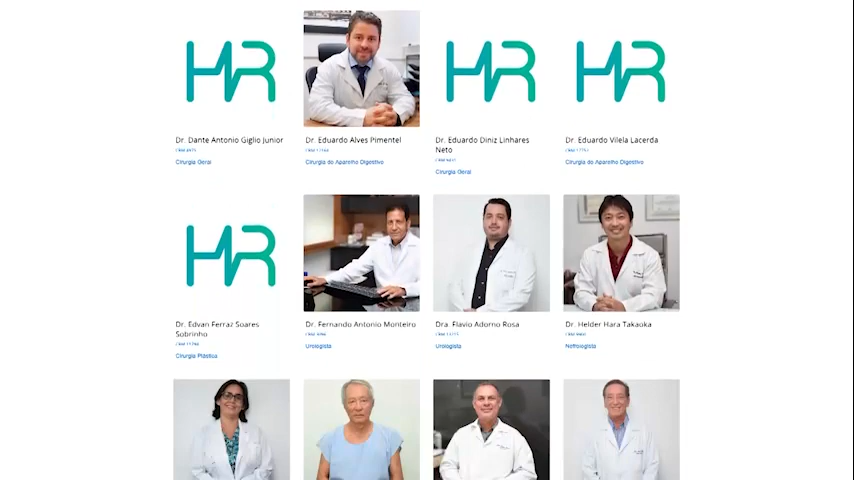 HR
HR
HR
Dr. Dante Antonio Giglio Junior
Dr. Eduardo Alves Pimentel
Dr. Eduardo Diniz Linhares
Neto
Dr. Eduardo Vilela Lacerda
Cirurgia Geral
Cirurgia do Aparelho Digestivo
Cirurgia Geral
Cirurgia do Aparelho Digestivo
HR
Dr. Edvan Ferraz Soares
Sobrinho
Dr. Fernando Antonio Monteiro
Dra. Flavio Adorno Rosa
Dr. Helder Hara Takaoka
Cirurgia Plástica
Urologista
Urologista
Nefrologista